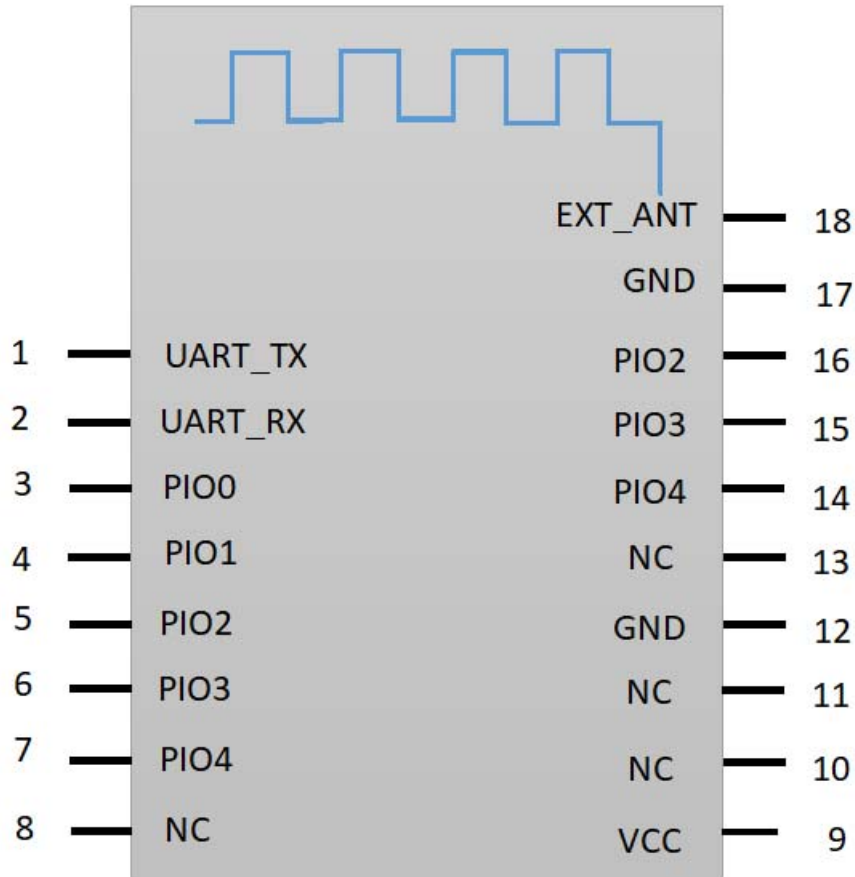 EXT_ANT 18
GND 17
1 UART_TX PIO2 16
2 UART_RX PIO3 15
3 PIO0 PIO4 14
4 PIO1 NC 13
5 PIO2 GND 12
6 PIO3 NC 11
7 PIO4 NC 10
8 NC VCC 9